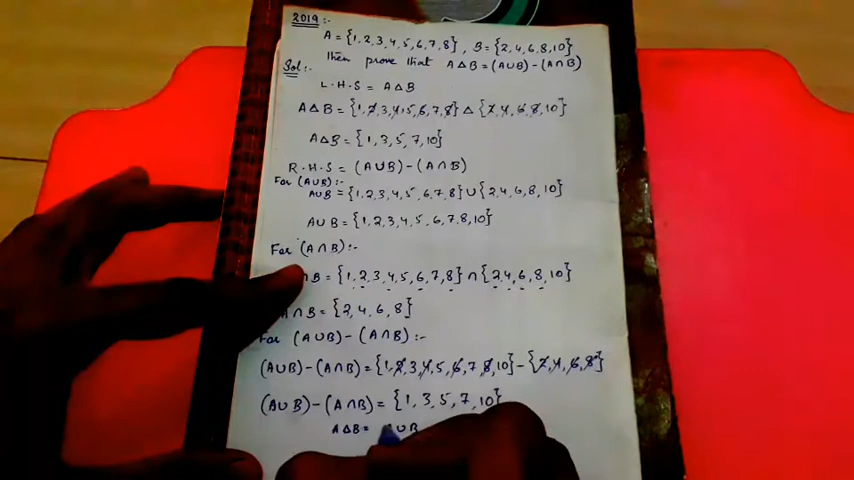 2019:-
A = {1,2,3,4,5,6,7,8}, B = {2,4,6,8,10}
Then prove that A∆B = (A∪B) - (A∩B)
Sol:-
L.H.S = A∆B
A∆B = {1,2,3,4,5,6,7,8} ∆ {2,4,6,8,10}
A∆B = {1,3,5,7,10}
R.H.S = (A∪B) - (A∩B)
For (A∪B):-
A∪B = {1,2,3,4,5,6,7,8} ∪ {2,4,6,8,10}
A∪B = {1,2,3,4,5,6,7,8,10}
For (A∩B):-
∩B = {1,2,3,4,5,6,7,8} ∩ {2,4,6,8,10}
A∩B = {2,4,6,8}
For (A∪B) - (A∩B):-
(A∪B) - (A∩B) = {1,2,3,4,5,6,7,8,10} - {2,4,6,8}
(A∪B) - (A∩B) = {1,3,5,7,10}
A∆B = A∪B